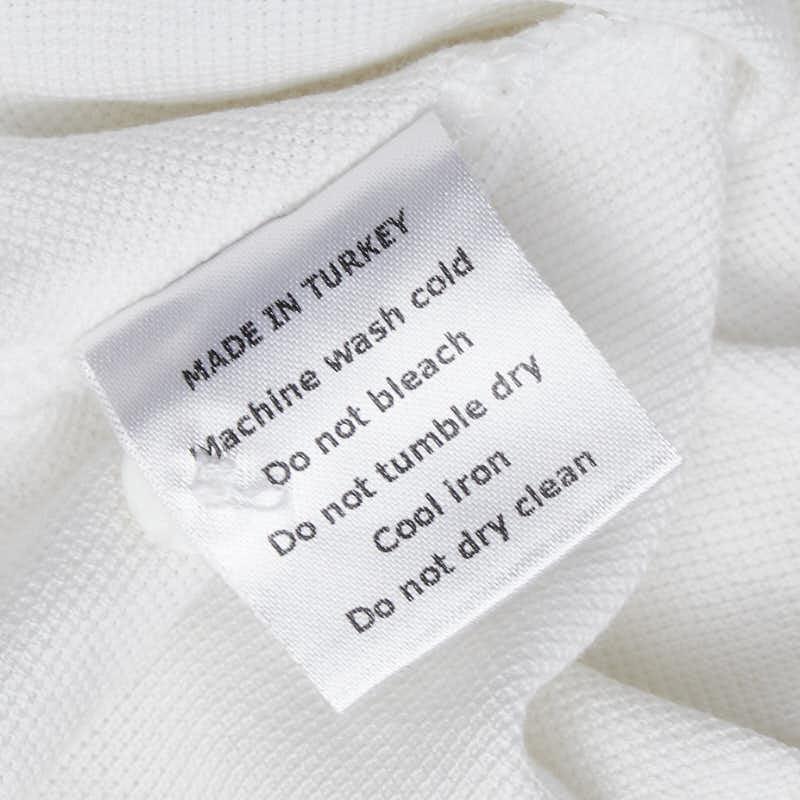 MADE IN TURKEY
Machine wash cold
Do not bleach
Do not tumble dry
Cool iron
Do not dry clean